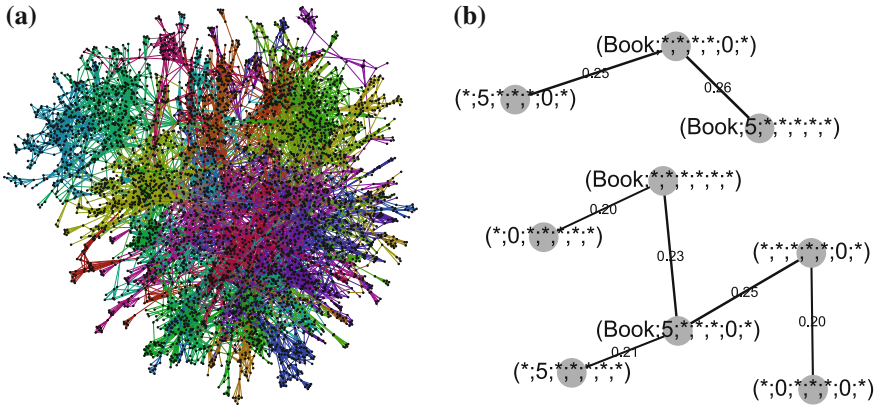 (a)
(b)
(Book;*;*;*;0;*)
0.25
(*;5;*;*;0;*)
0.26
(Book;5;*;*;*;*)
(Book;*;*;*;*;*)
0.20
(*;0;*;*;*;*)
0.23
(*;*;*;*;0;*)
0.25
(Book;5;*;*;0;*)
0.20
0.21
(*;5;*;*;*;*)
(*;0;*;*;0;*)